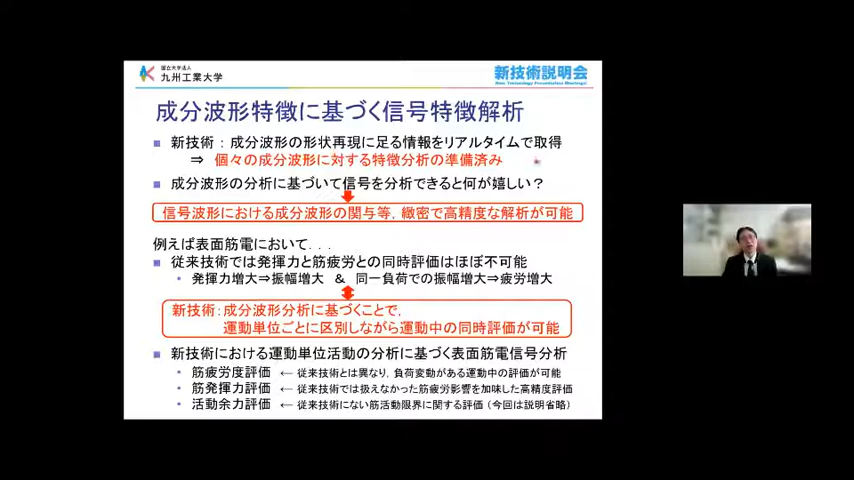 国立大学法人
九州工業大学
新技術説明会
New Technology Presentation Meetings!
成分波形特徴に基づく信号特徴解析
新技術：成分波形の形状再現に足る情報をリアルタイムで取得
⇒ 個々の成分波形に対する特徴分析の準備済み
成分波形の分析に基づいて信号を分析できると何が嬉しい？
信号波形における成分波形の関与等，緻密で高精度な解析が可能
例えば表面筋電において．．．
従来技術では発揮力と筋疲労との同時評価はほぼ不可能
・ 発揮力増大⇒振幅増大 ＆ 同一負荷での振幅増大⇒疲労増大
新技術：成分波形分析に基づくことで，
運動単位ごとに区別しながら運動中の同時評価が可能
新技術における運動単位活動の分析に基づく表面筋電信号分析
・ 筋疲労度評価 ← 従来技術とは異なり，負荷変動がある運動中の評価が可能
・ 筋発揮力評価 ← 従来技術では扱えなかった筋疲労影響を加味した高精度評価
・ 活動余力評価 ← 従来技術にない筋活動限界に関する評価（今回は説明省略）